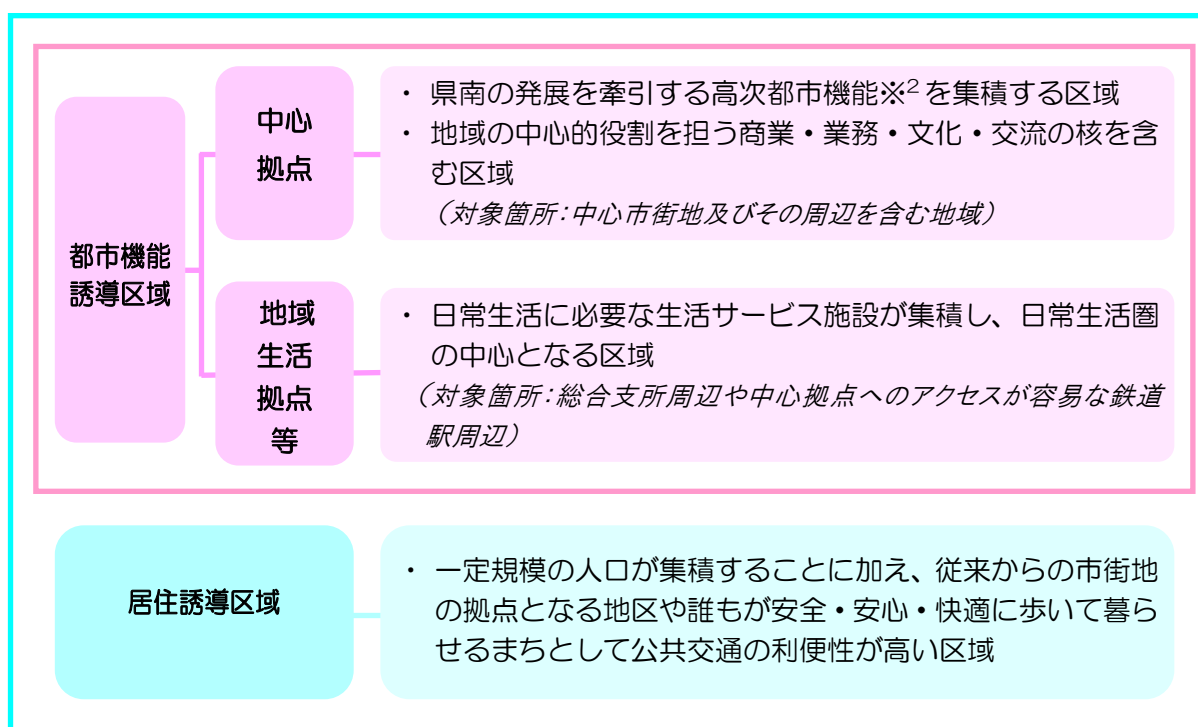 都市機能
誘導区域
中心
拠点
・ 県南の発展を牽引する高次都市機能※2 を集積する区域
・ 地域の中心的役割を担う商業・業務・文化・交流の核を含
む区域
（対象箇所：中心市街地及びその周辺を含む地域）
地域
生活
拠点
等
・ 日常生活に必要な生活サービス施設が集積し、日常生活圏
の中心となる区域
（対象箇所：総合支所周辺や中心拠点へのアクセスが容易な鉄道
駅周辺）
居住誘導区域
・ 一定規模の人口が集積することに加え、従来からの市街地
の拠点となる地区や誰もが安全・安心・快適に歩いて暮ら
せるまちとして公共交通の利便性が高い区域